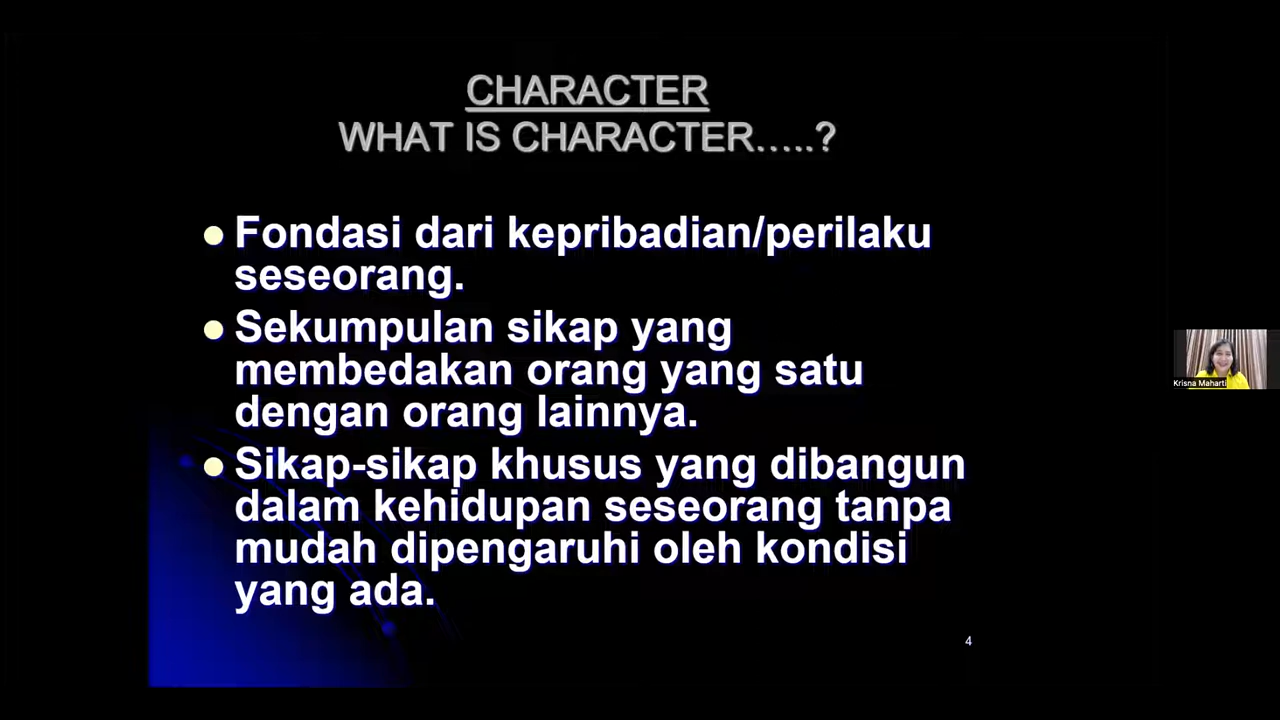 CHARACTER
WHAT IS CHARACTER.....?
Fondasi dari kepribadian/perilaku
seseorang.
Sekumpulan sikap yang
membedakan orang yang satu
dengan orang lainnya.
Sikap-sikap khusus yang dibangun
dalam kehidupan seseorang tanpa
mudah dipengaruhi oleh kondisi
yang ada.
4
Krisna Maharti